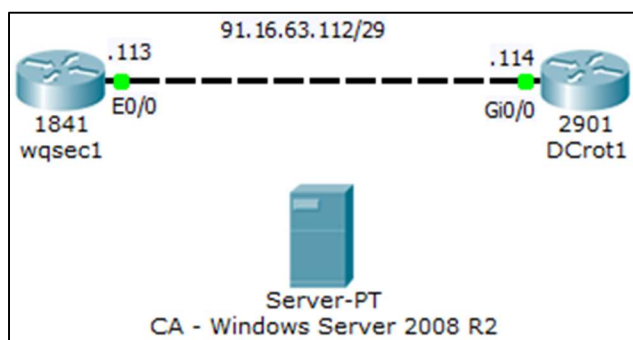 91.16.63.112/29
.113
.114
E0/0
Gi0/0
1841
wqsec1
2901
DCrot1
Server-PT
CA - Windows Server 2008 R2